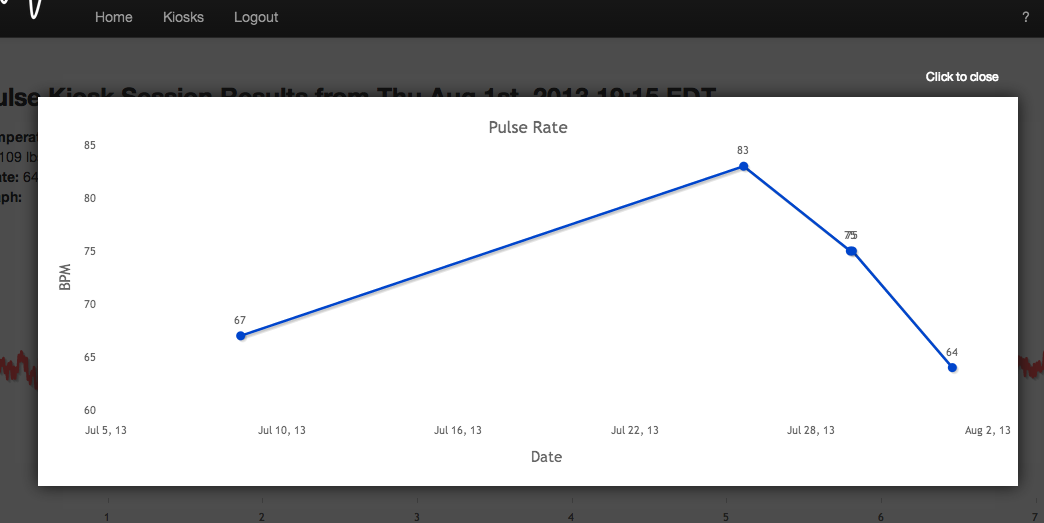 Home Kiosks Logout ?
Click to close
ulse Kiosk Session Results from Thu Aug 1st, 2013 10:15 EDT
mperat
109 lb
te: 64
ph:
Pulse Rate
85
80
75
70
65
60
BPM
67
83
75
75
64
Jul 5, 13 Jul 10, 13 Jul 16, 13 Jul 22, 13 Jul 28, 13 Aug 2, 13
Date
1 2 3 4 5 6 7